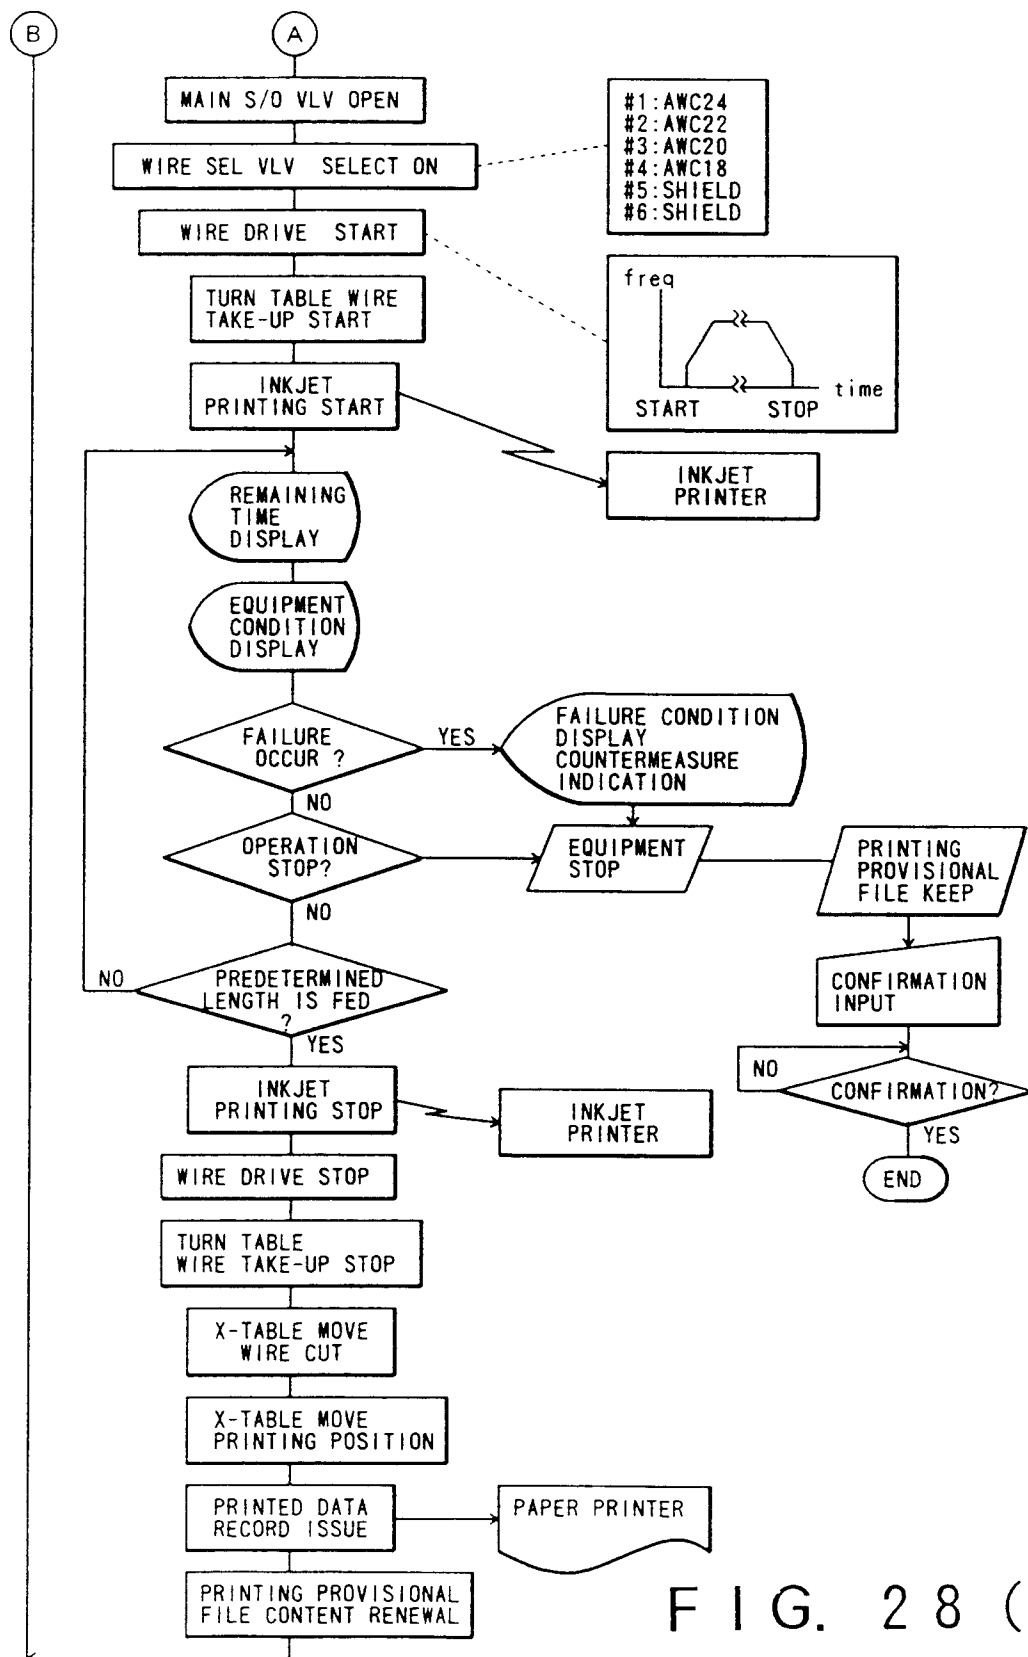 B
A
MAIN S/O VLV OPEN
#1:AWC24
#2:AWC22
#3:AWC20
#4:AWC18
#5:SHIELD
#6:SHIELD
WIRE SEL VLV SELECT ON
WIRE DRIVE START
freq
time
START
STOP
TURN TABLE WIRE
TAKE-UP START
INKJET
PRINTING START
INKJET
PRINTER
REMAINING
TIME
DISPLAY
EQUIPMENT
CONDITION
DISPLAY
FAILURE
OCCUR ?
YES
FAILURE CONDITION
DISPLAY
COUNTERMEASURE
INDICATION
NO
OPERATION
STOP?
EQUIPMENT
STOP
PRINTING
PROVISIONAL
FILE KEEP
NO
NO
PREDETERMINED
LENGTH IS FED
?
YES
CONFIRMATION
INPUT
NO
CONFIRMATION?
YES
END
INKJET
PRINTING STOP
INKJET
PRINTER
WIRE DRIVE STOP
TURN TABLE
WIRE TAKE-UP STOP
X-TABLE MOVE
WIRE CUT
X-TABLE MOVE
PRINTING POSITION
PRINTED DATA
RECORD ISSUE
PAPER PRINTER
PRINTING PROVISIONAL
FILE CONTENT RENEWAL
FIG. 28 (